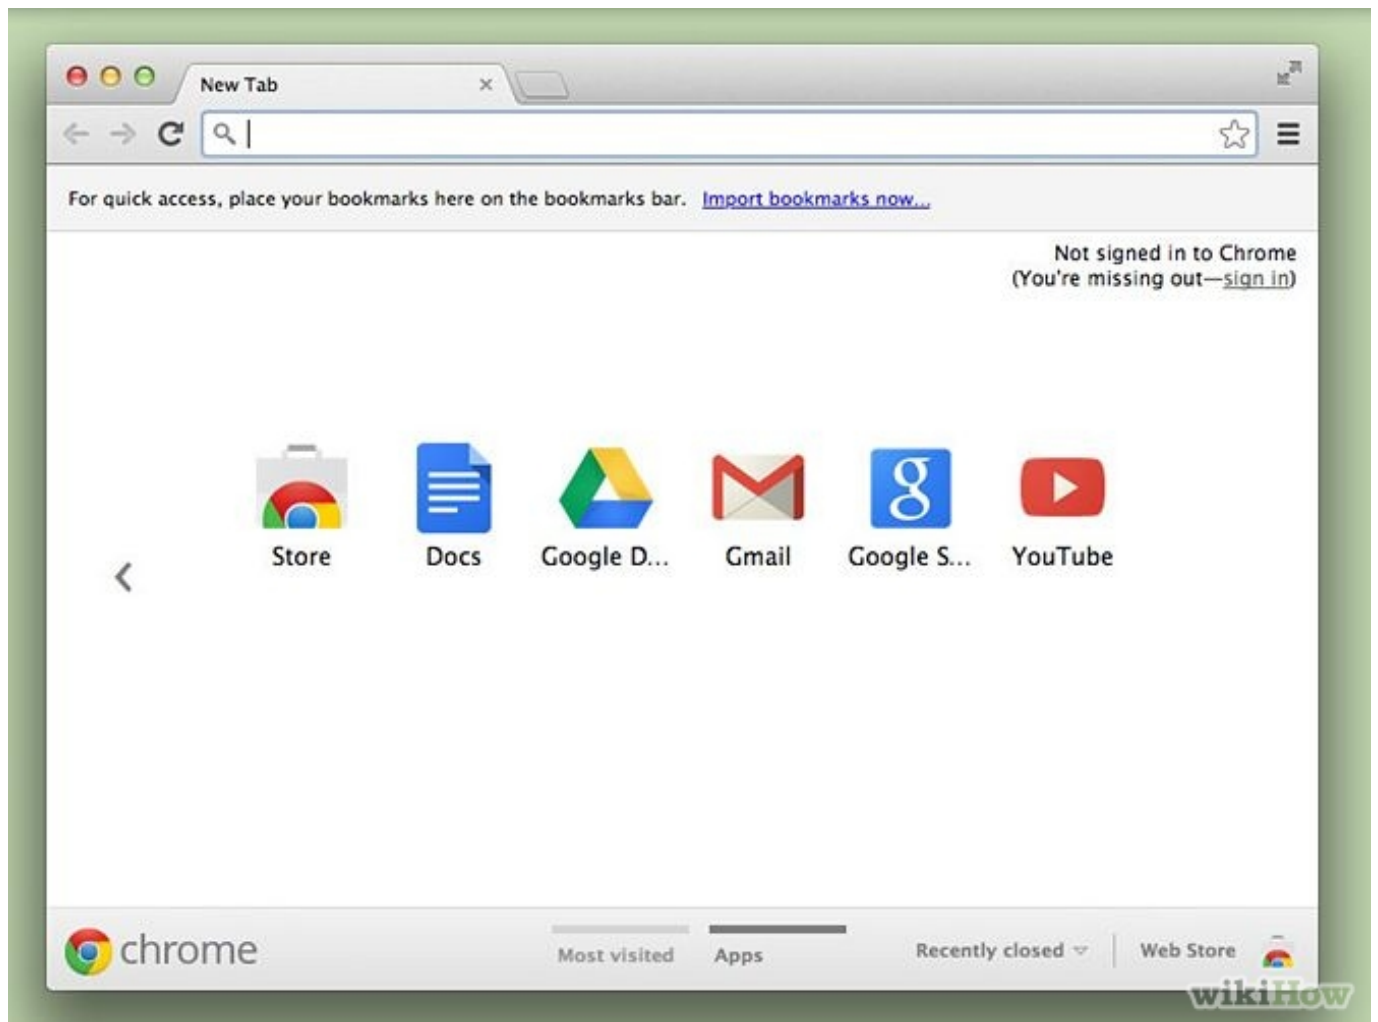 New Tab
For quick access, place your bookmarks here on the bookmarks bar. Import bookmarks now...
Not signed in to Chrome
(You're missing out—sign in)
Store Docs Google D... Gmail Google S... YouTube
chrome Most visited Apps Recently closed Web Store
wikiHow